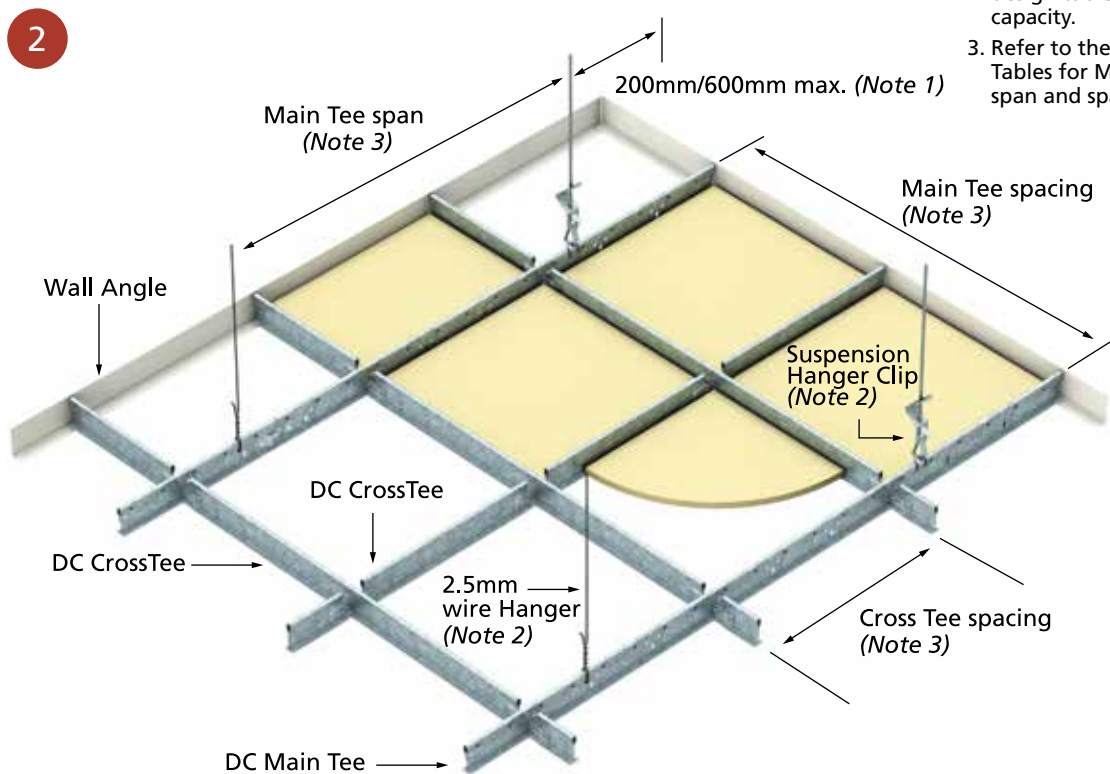 2
capacity.
3. Refer to the
Tables for M
span and spa
200mm/600mm max. (Note 1)
Main Tee span
(Note 3)
Main Tee spacing
(Note 3)
Wall Angle
Suspension
Hanger Clip
(Note 2)
DC CrossTee
DC CrossTee
2.5mm
wire Hanger
(Note 2)
Cross Tee spacing
(Note 3)
DC Main Tee